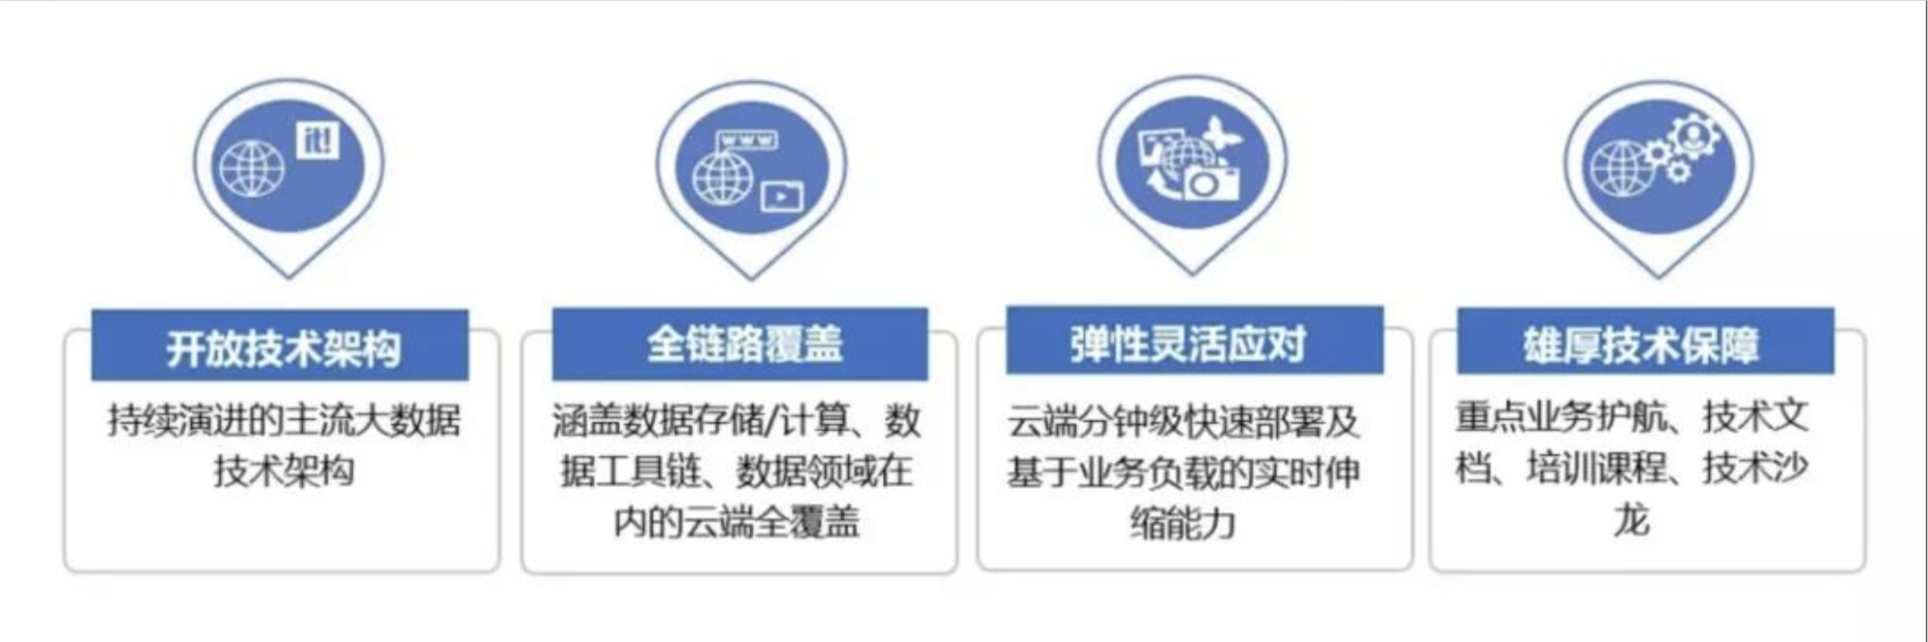 it!
WWW
开放技术架构
持续演进的主流大数据
技术架构
全链路覆盖
涵盖数据存储/计算、数
据工具链、数据领域在
内的云端全覆盖
弹性灵活应对
云端分钟级快速部署及
基于业务负载的实时伸
缩能力
雄厚技术保障
重点业务护航、技术文
档、培训课程、技术沙
龙